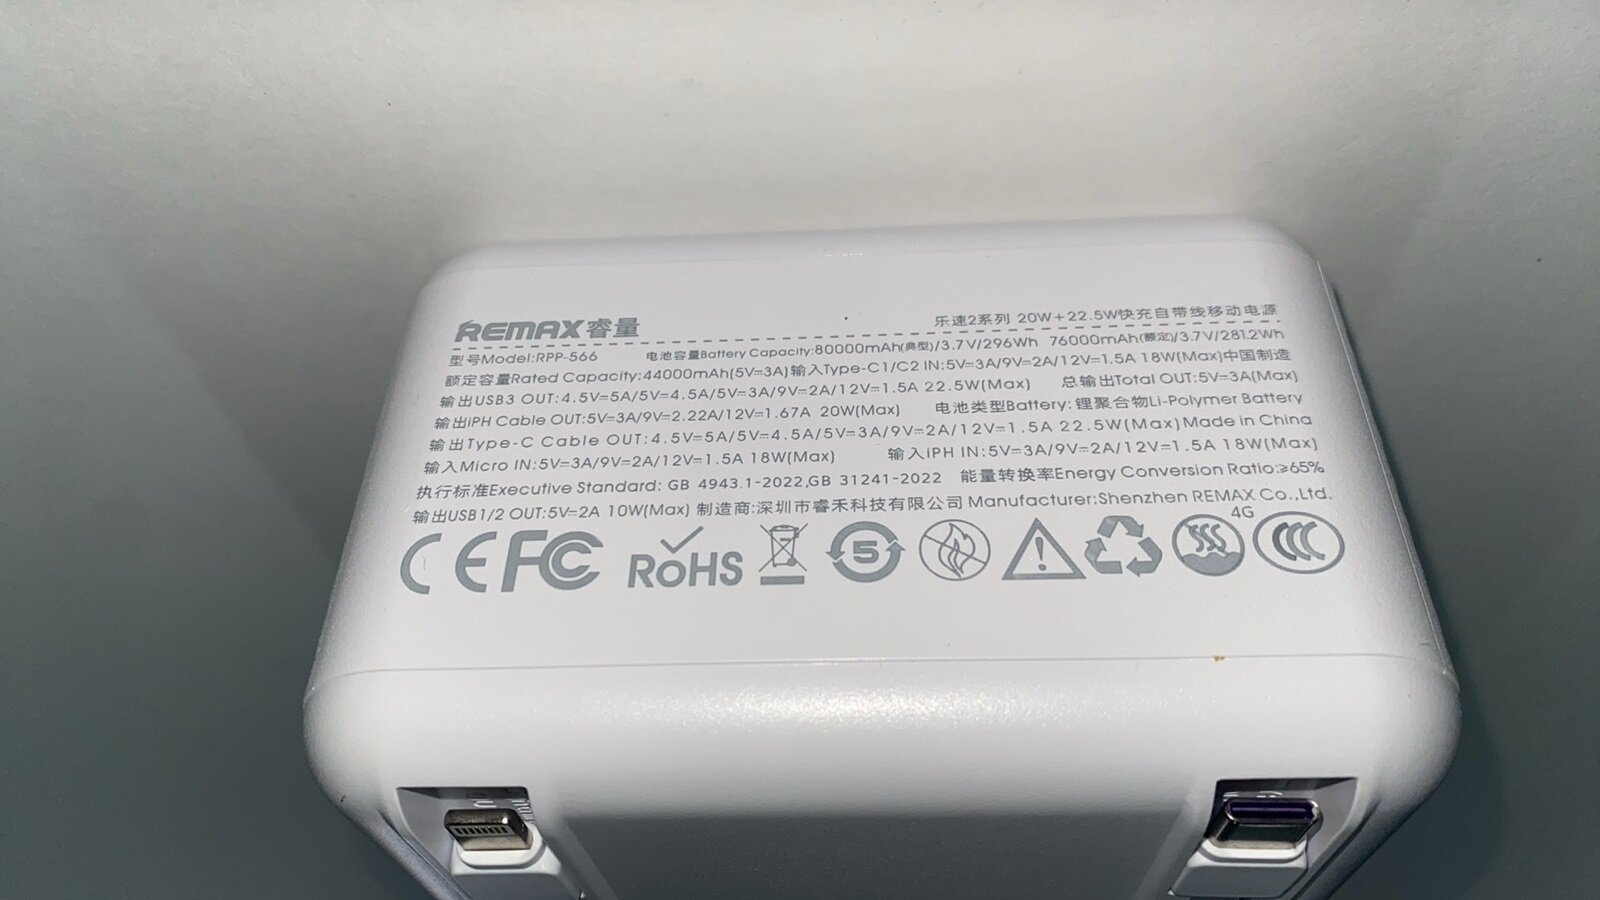 REMAX睿量
乐速2系列 20W+22.5W快充自带线移动电源
型号Model:RPP-566 电池容量Battery Capacity:80000mAh(典型)/3.7V/296Wh 76000mAh(额定)/3.7V/281.2Wh
额定容量Rated Capacity:44000mAh(5V⎓3A) 输入Type-C1/C2 IN:5V⎓3A/9V⎓2A/12V⎓1.5A 18W(Max)中国制造
输出USB3 OUT:4.5V⎓5A/5V⎓4.5A/5V⎓3A/9V⎓2A/12V⎓1.5A 22.5W(Max) 总输出Total OUT:5V⎓3A(Max)
输出iPH Cable OUT:5V⎓3A/9V⎓2.22A/12V⎓1.67A 20W(Max) 电池类型Battery:锂聚合物Li-Polymer Battery
输出Type-C Cable OUT:4.5V⎓5A/5V⎓4.5A/5V⎓3A/9V⎓2A/12V⎓1.5A 22.5W(Max) Made in China
输入Micro IN:5V⎓3A/9V⎓2A/12V⎓1.5A 18W(Max) 输入iPH IN:5V⎓3A/9V⎓2A/12V⎓1.5A 18W(Max)
执行标准Executive Standard: GB 4943.1-2022,GB 31241-2022 能量转换率Energy Conversion Ratio:≥65%
输出USB1/2 OUT:5V⎓2A 10W(Max) 制造商:深圳市睿禾科技有限公司 Manufacturer:Shenzhen REMAX Co.,Ltd.
4G
CE FC RoHS 5 CCC